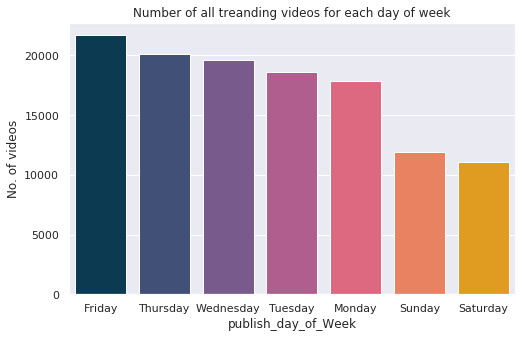 Number of all treanding videos for each day of week
No. of videos
20000
15000
10000
5000
0
Friday Thursday Wednesday Tuesday Monday Sunday Saturday
publish_day_of_Week